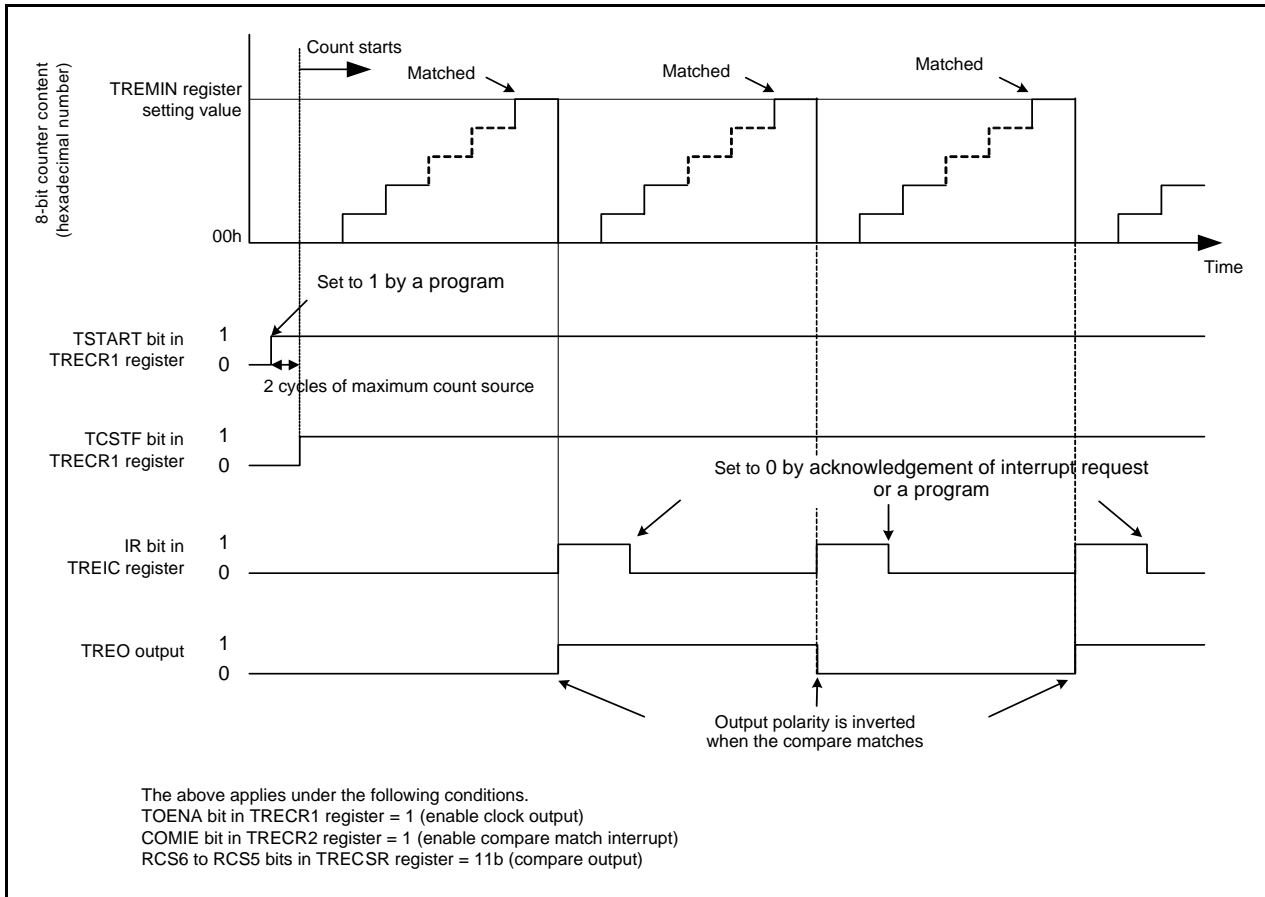 8-bit counter content
(hexadecimal number)
Count starts
Matched
Matched
Matched
TREMIN register
setting value
00h
Time
Set to 1 by a program
TSTART bit in
TRECR1 register
1
0
2 cycles of maximum count source
TCSTF bit in
TRECR1 register
1
0
Set to 0 by acknowledgement of interrupt request
or a program
IR bit in
TREIC register
1
0
TREO output
1
0
Output polarity is inverted
when the compare matches
The above applies under the following conditions.
TOENA bit in TRECR1 register = 1 (enable clock output)
COMIE bit in TRECR2 register = 1 (enable compare match interrupt)
RCS6 to RCS5 bits in TRECSR register = 11b (compare output)